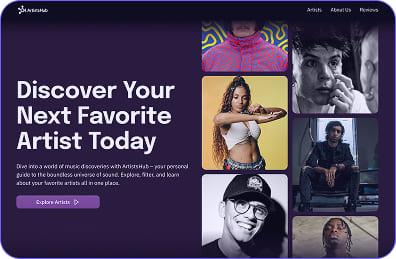 ArtistsHub
Artists
About Us
Reviews
Discover Your
Next Favorite
Artist Today
Dive into a world of music discoveries with ArtistsHub – your personal
guide to the boundless universe of sound. Explore, filter, and learn
about your favorite artists all in one place.
Explore Artists